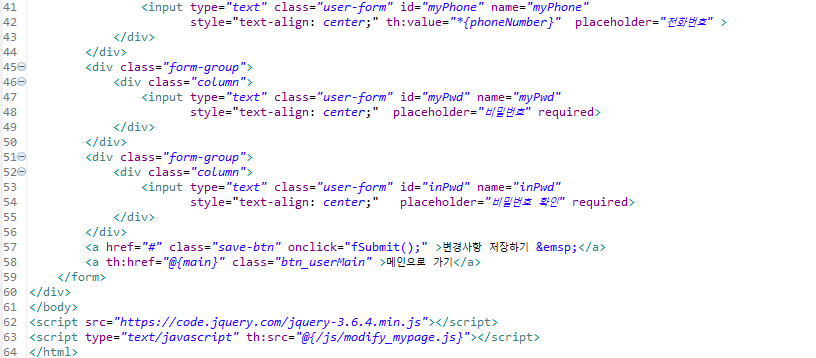 41 <input type="text" class="user-form" id="myPhone" name="myPhone"
42 style="text-align: center;" th:value="*{phoneNumber}" placeholder="전화번호" >
43 </div>
44 </div>
45 <div class="form-group">
46 <div class="column">
47 <input type="text" class="user-form" id="myPwd" name="myPwd"
48 style="text-align: center;" placeholder="비밀번호" required>
49 </div>
50 </div>
51 <div class="form-group">
52 <div class="column">
53 <input type="text" class="user-form" id="inPwd" name="inPwd"
54 style="text-align: center;" placeholder="비밀번호 확인" required>
55 </div>
56 </div>
57 <a href="#" class="save-btn" onclick="fSubmit();" >변경사항 저장하기 &emsp;</a>
58 <a th:href="@{main}" class="btn_userMain" >메인으로 가기</a>
59 </form>
60 </div>
61 </body>
62 <script src="https://code.jquery.com/jquery-3.6.4.min.js"></script>
63 <script type="text/javascript" th:src="@{/js/modify_mypage.js}"></script>
64 </html>